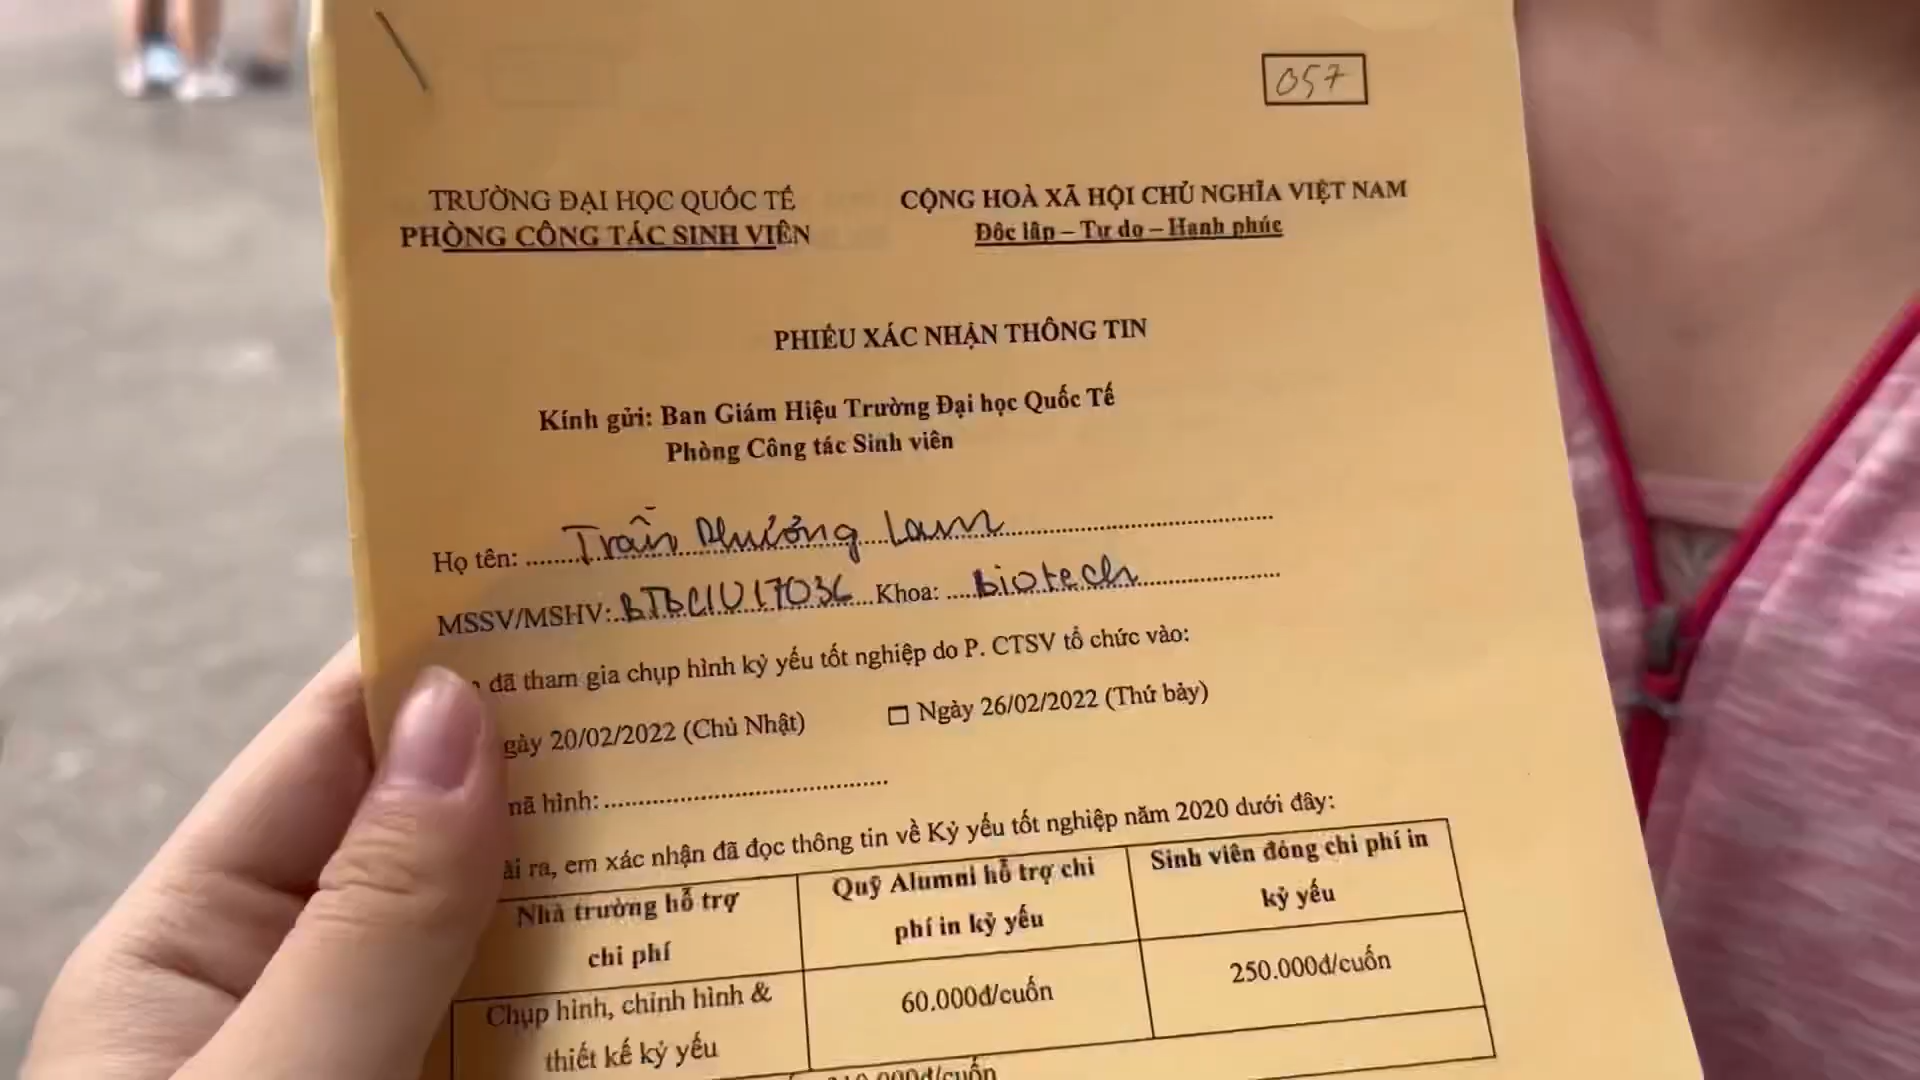 057
TRƯỜNG ĐẠI HỌC QUỐC TẾ
PHÒNG CÔNG TÁC SINH VIÊN
CỘNG HOÀ XÃ HỘI CHỦ NGHĨA VIỆT NAM
Độc lập – Tự do – Hạnh phúc
PHIẾU XÁC NHẬN THÔNG TIN
Kính gửi: Ban Giám Hiệu Trường Đại học Quốc Tế
Phòng Công tác Sinh viên
Họ tên: Trần Phương Lam
MSSV/MSHV: BTBCIU17036 Khoa: Biotech
đã tham gia chụp hình kỷ yếu tốt nghiệp do P. CTSV tổ chức vào:
gày 20/02/2022 (Chủ Nhật) Ngày 26/02/2022 (Thứ bảy)
mã hình:
ài ra, em xác nhận đã đọc thông tin về Kỷ yếu tốt nghiệp năm 2020 dưới đây:
Nhà trường hỗ trợ
chi phí
Quỹ Alumni hỗ trợ chi
phí in kỷ yếu
Sinh viên đóng chi phí in
kỷ yếu
Chụp hình, chỉnh hình &
thiết kế kỷ yếu
60.000đ/cuốn
250.000đ/cuốn